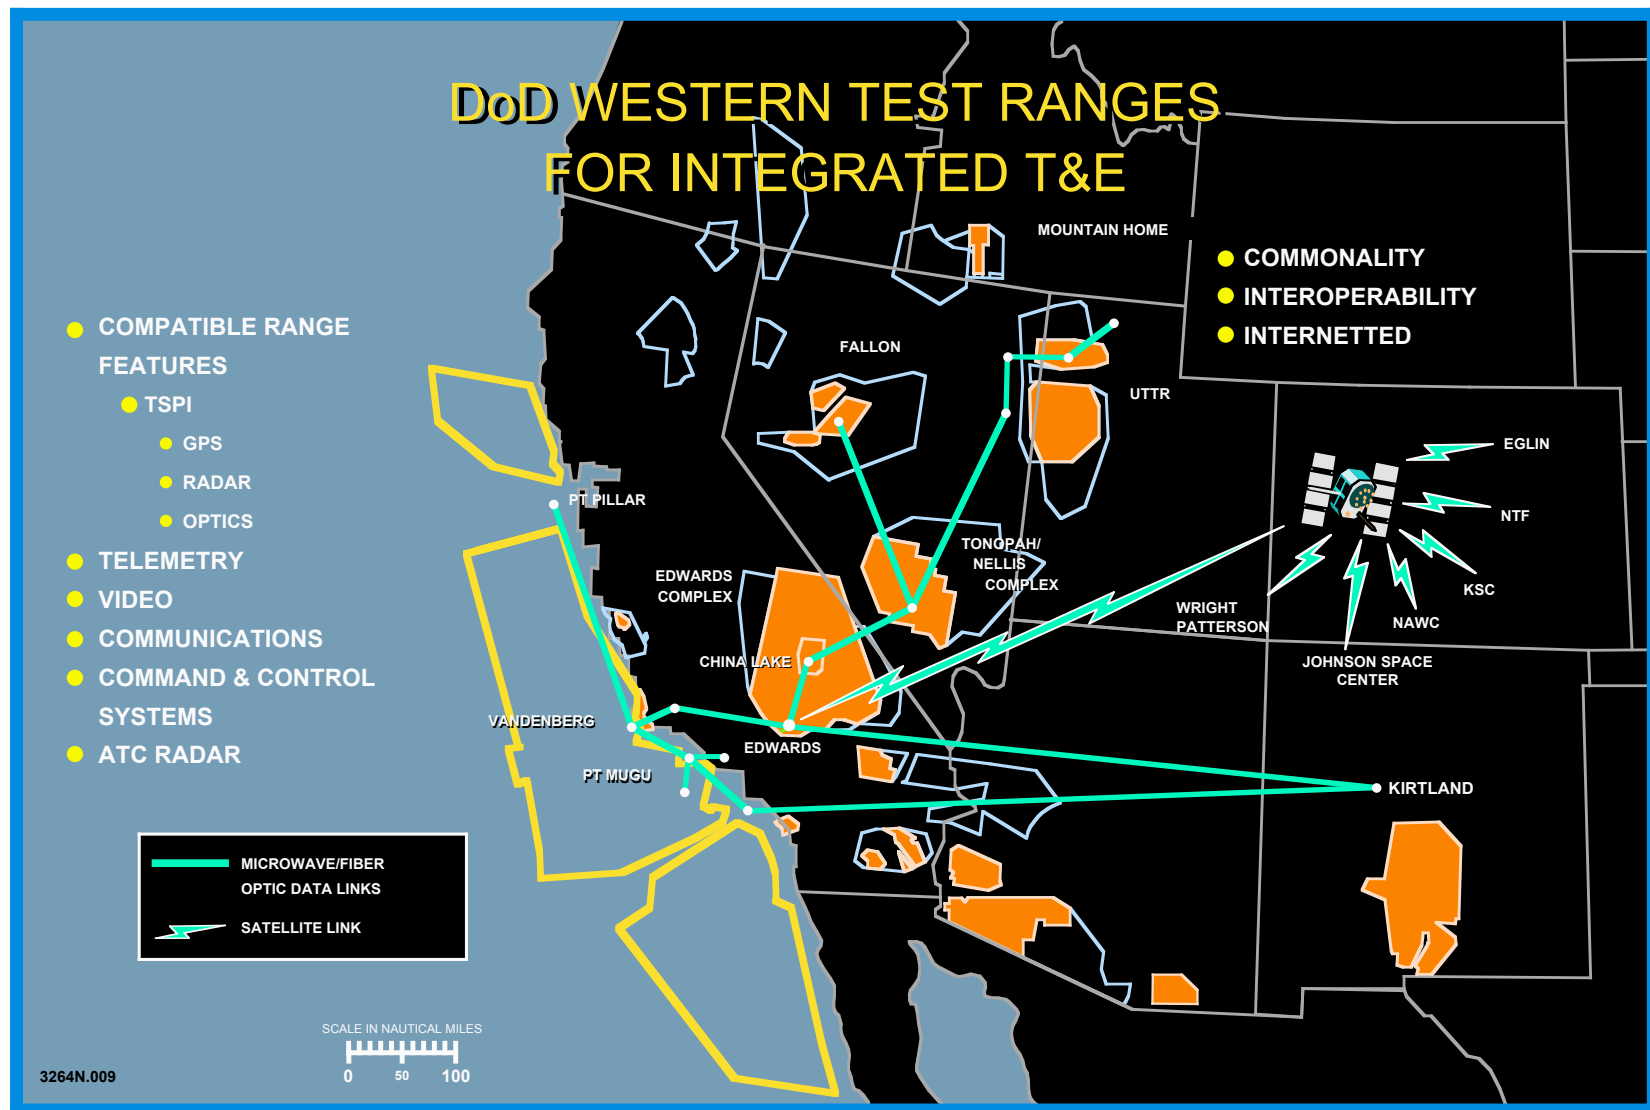 DoD WESTERN TEST RANGES
FOR INTEGRATED T&E
MOUNTAIN HOME
COMMONALITY
INTEROPERABILITY
INTERNETTED
COMPATIBLE RANGE
FEATURES
TSPI
GPS
RADAR
OPTICS
TELEMETRY
VIDEO
COMMUNICATIONS
COMMAND & CONTROL
SYSTEMS
ATC RADAR
FALLON
UTTR
PT PILLAR
EGLIN
NTF
KSC
NAWC
WRIGHT
PATTERSON
JOHNSON SPACE
CENTER
TONOPAH/
NELLIS
COMPLEX
EDWARDS
COMPLEX
CHINA LAKE
VANDENBERG
EDWARDS
PT MUGU
KIRTLAND
MICROWAVE/FIBER
OPTIC DATA LINKS
SATELLITE LINK
SCALE IN NAUTICAL MILES
0 50 100
3264N.009